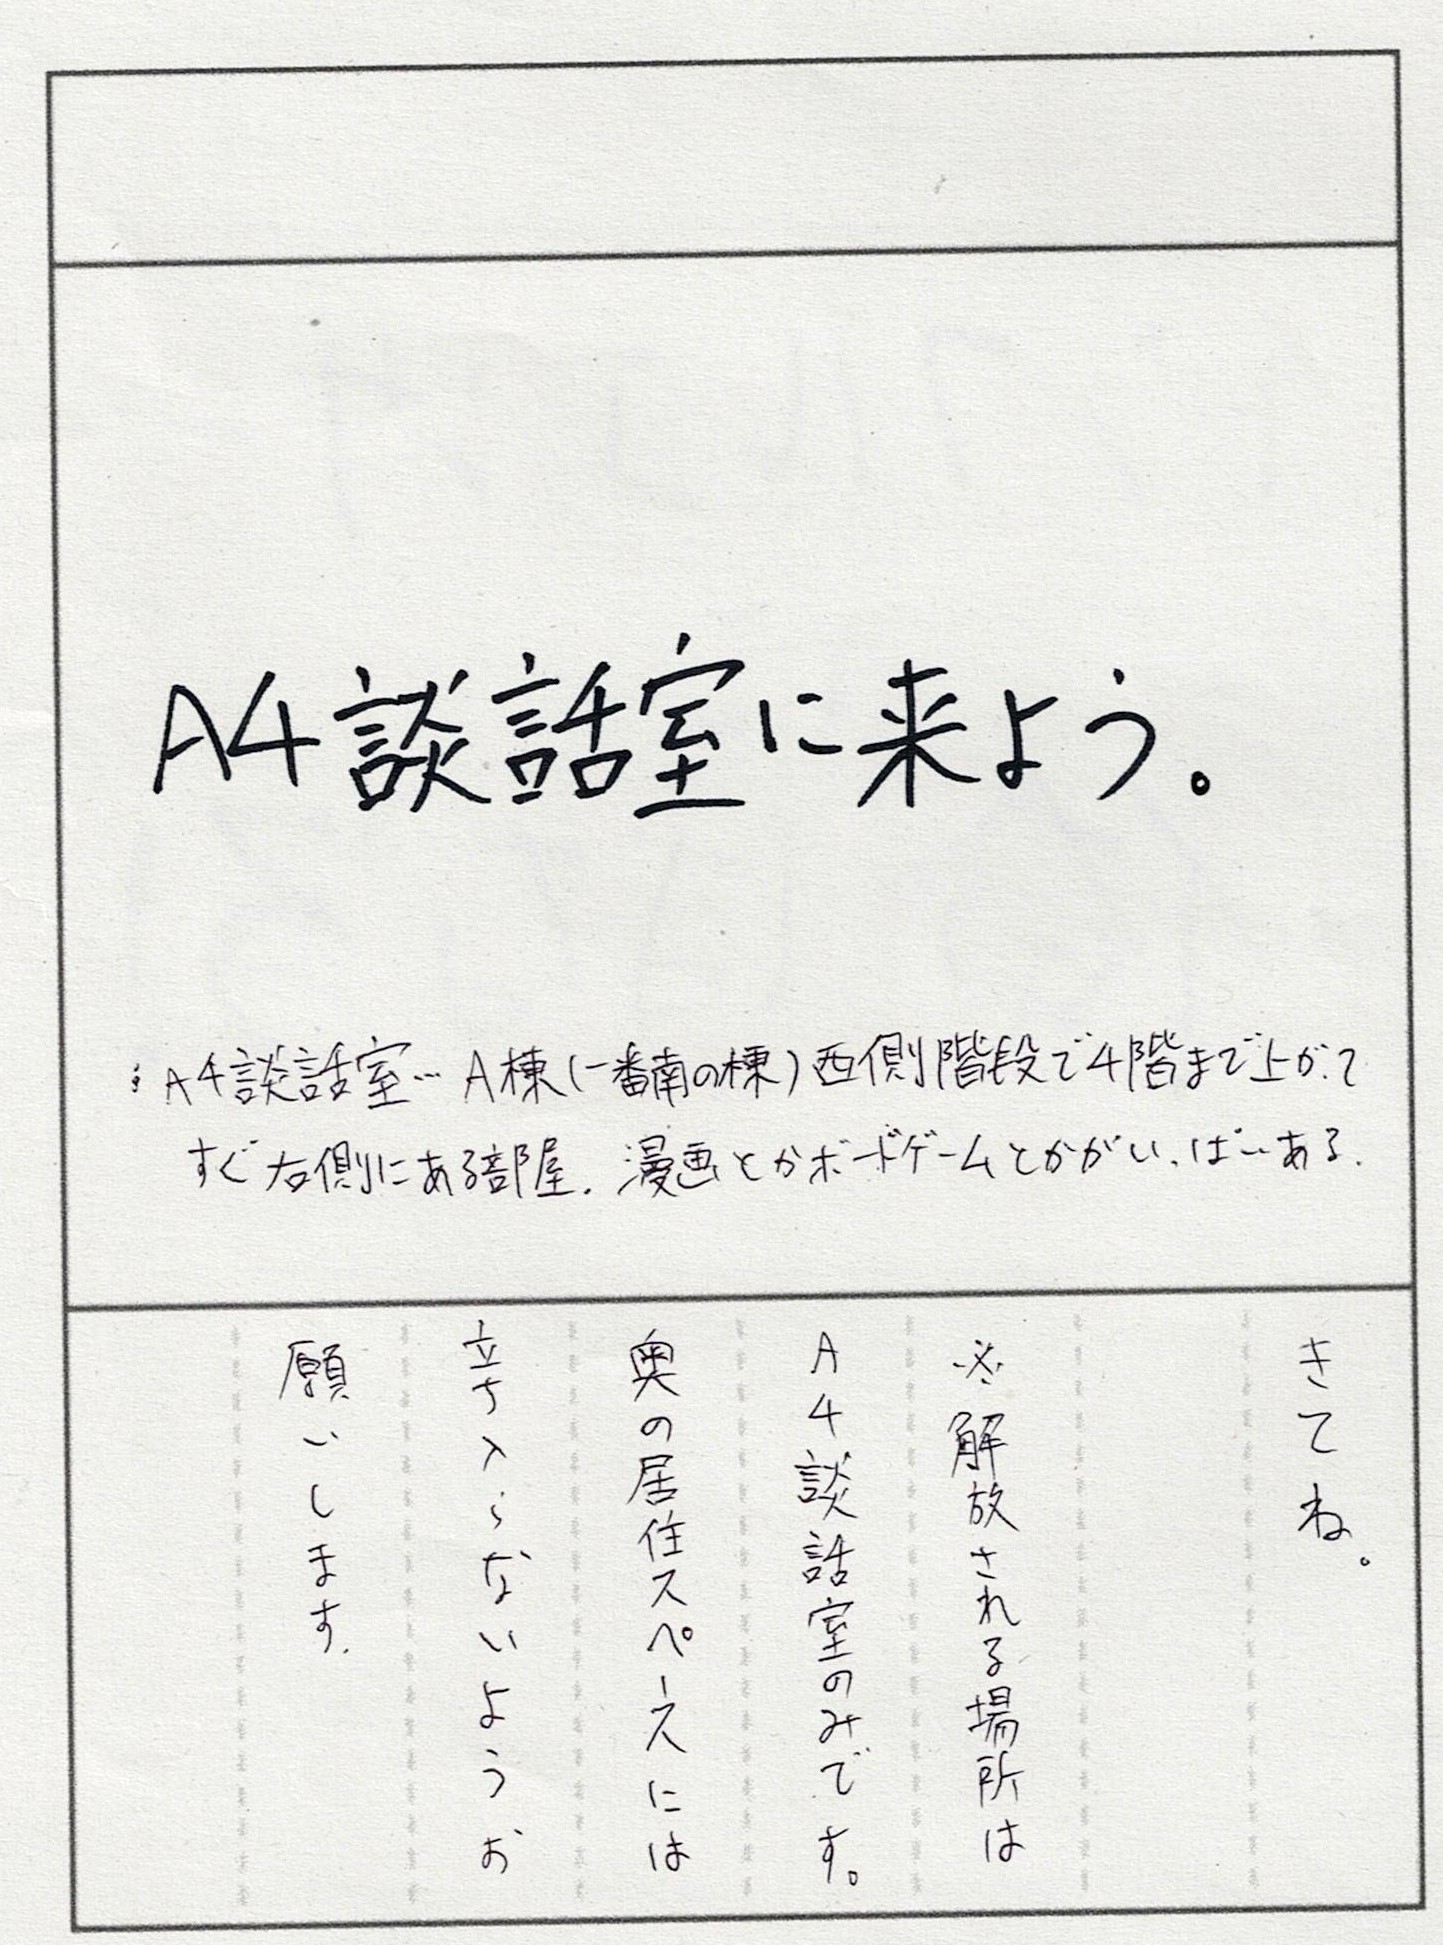 A4談話室に来よう。
※A4談話室… A棟(一番南の棟)西側階段で4階まで上がって
すぐ右側にある部屋。漫画とかボードゲームとかがいっぱいある。
きてね。
※解放される場所は
A4談話室のみです。
奥の居住スペースには
立ち入らないようお
願いします。